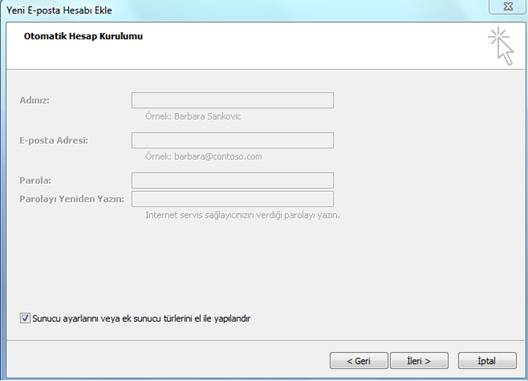 Yeni E-posta Hesabı Ekle
Otomatik Hesap Kurulumu
Adınız:
Örnek: Barbara Sankovic
E-posta Adresi:
Örnek: barbara@contoso.com
Parola:
Parolayı Yeniden Yazın:
Internet servis sağlayıcınızın verdiği parolayı yazın.
Sunucu ayarlarını veya ek sunucu türlerini el ile yapılandır
< Geri
İleri >
İptal